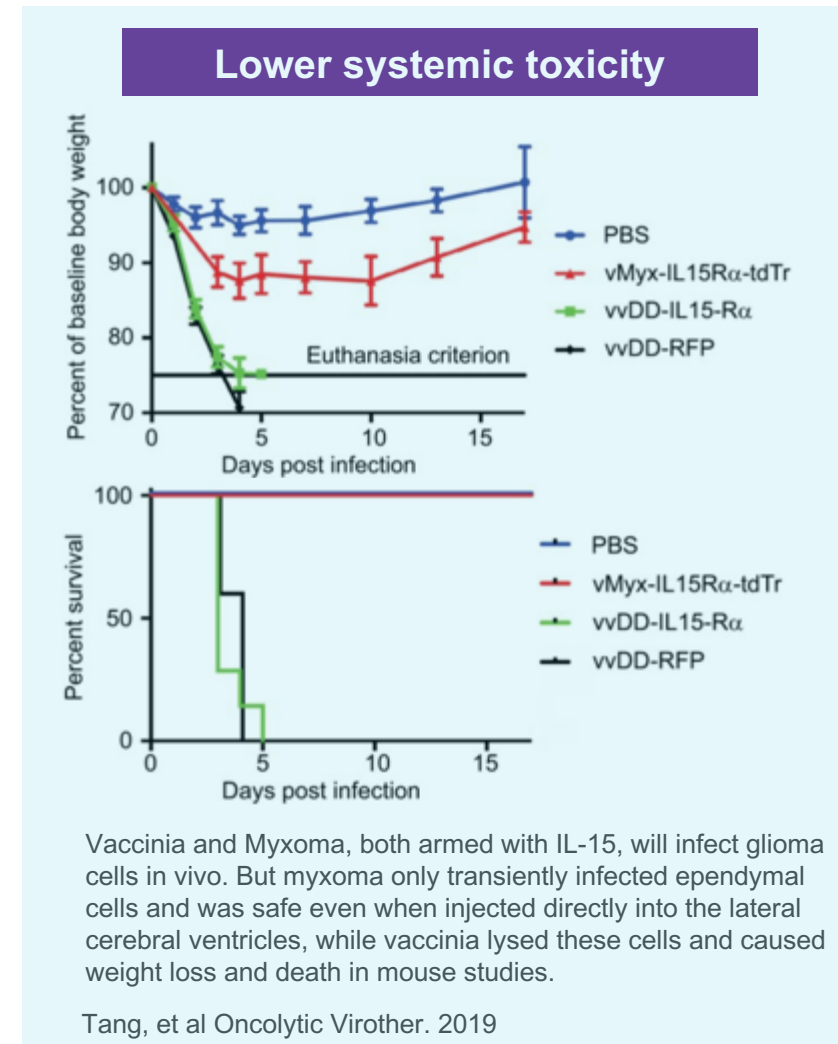 Lower systemic toxicity
Percent of baseline body weight
100
90
80
70
Euthanasia criterion
0
5
10
15
Days post infection
PBS
vMyx-IL15Rα-tdTr
vvDD-IL15-Rα
vvDD-RFP
Percent survival
100
50
0
0
5
10
15
Days post infection
PBS
vMyx-IL15Rα-tdTr
vvDD-IL15-Rα
vvDD-RFP
Vaccinia and Myxoma, both armed with IL-15, will infect glioma
cells in vivo. But myxoma only transiently infected ependymal
cells and was safe even when injected directly into the lateral
cerebral ventricles, while vaccinia lysed these cells and caused
weight loss and death in mouse studies.
Tang, et al Oncolytic Virother. 2019